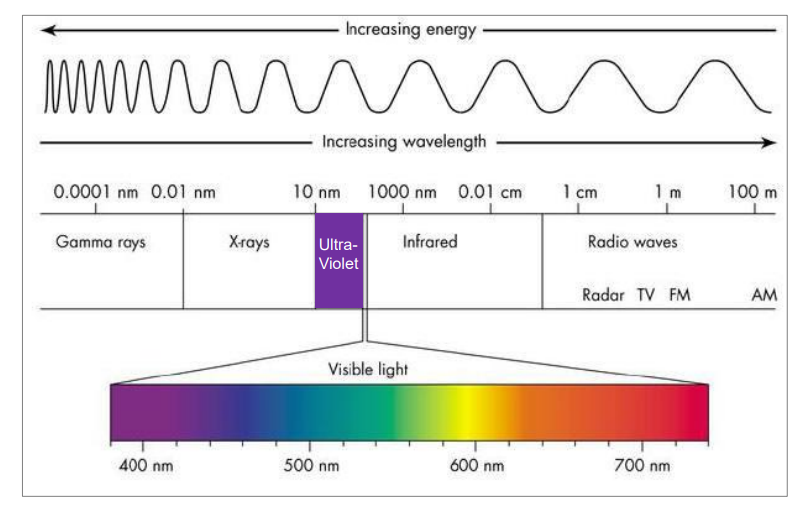 Increasing energy
Increasing wavelength
0.0001 nm 0.01 nm 10 nm 1000 nm 0.01 cm 1 cm 1 m 100 m
Gamma rays X-rays Ultra-
Violet Infrared Radio waves
Radar TV FM AM
Visible light
400 nm 500 nm 600 nm 700 nm